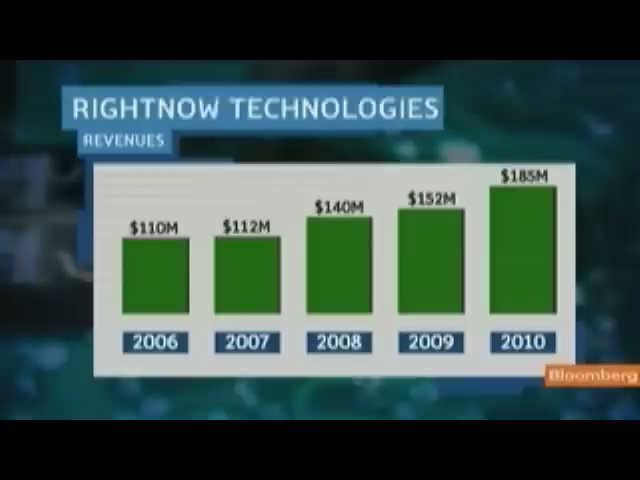 RIGHTNOW TECHNOLOGIES
REVENUES
$110M
$112M
$140M
$152M
$185M
2006
2007
2008
2009
2010
Bloomberg